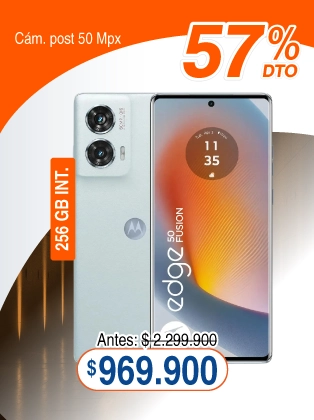 Cám. post 50 Mpx
57%
DTO
256 GB INT.
11
35
edge 50
FUSION
Antes: $ 2.299.900
$969.900